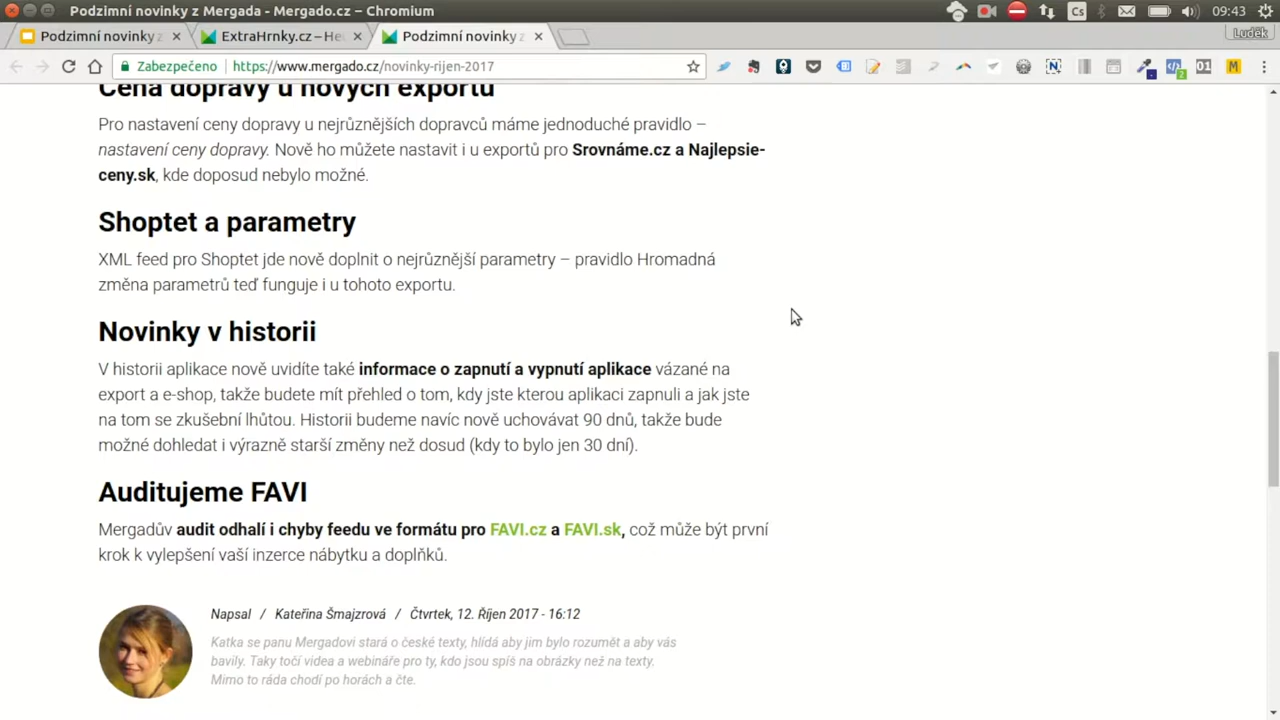 Podzimní novinky z Mergada - Mergado.cz – Chromium
Cs
09:43
Podzimní novinky z
ExtraHrnky.cz – He
Podzimní novinky z
Luděk
Zabezpečeno
https://www.mergado.cz/novinky-rijen-2017
Cena dopravy u nových exportů
Pro nastavení ceny dopravy u nejrůznějších dopravců máme jednoduché pravidlo –
nastavení ceny dopravy. Nově ho můžete nastavit i u exportů pro Srovnáme.cz a Najlepsie-
ceny.sk, kde doposud nebylo možné.
Shoptet a parametry
XML feed pro Shoptet jde nově doplnit o nejrůznější parametry – pravidlo Hromadná
změna parametrů teď funguje i u tohoto exportu.
Novinky v historii
V historii aplikace nově uvidíte také informace o zapnutí a vypnutí aplikace vázané na
export a e-shop, takže budete mít přehled o tom, kdy jste kterou aplikaci zapnuli a jak jste
na tom se zkušební lhůtou. Historii budeme navíc nově uchovávat 90 dnů, takže bude
možné dohledat i výrazně starší změny než dosud (kdy to bylo jen 30 dní).
Auditujeme FAVI
Mergadův audit odhalí i chyby feedu ve formátu pro FAVI.cz a FAVI.sk, což může být první
krok k vylepšení vaší inzerce nábytku a doplňků.
Napsal / Kateřina Šmajzrová / Čtvrtek, 12. Říjen 2017 - 16:12
Katka se panu Mergadovi stará o české texty, hlídá aby jim bylo rozumět a aby vás
bavily. Taky točí videa a webináře pro ty, kdo jsou spíš na obrázky než na texty.
Mimo to ráda chodí po horách a čte.